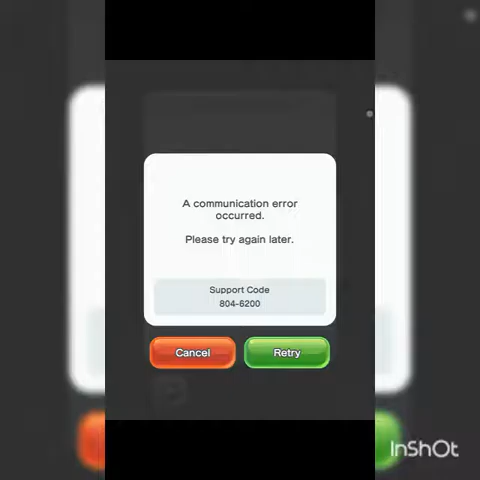 A communication error
occurred.
Please try again later.
Support Code
804-6200
Cancel
Retry
InShOt